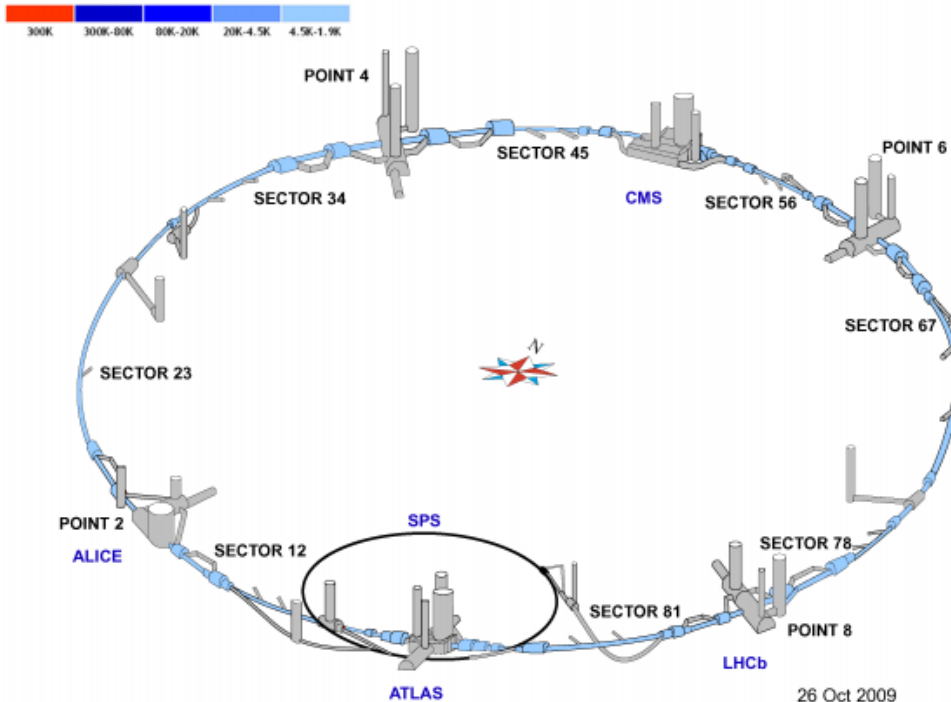 300K 300K-80K 80K-20K 20K-4.5K 4.5K-1.9K
POINT 4
SECTOR 45
POINT 6
SECTOR 34
CMS
SECTOR 56
SECTOR 67
N
SECTOR 23
POINT 2
ALICE
SPS
SECTOR 12
SECTOR 78
SECTOR 81
POINT 8
LHCb
ATLAS
26 Oct 2009